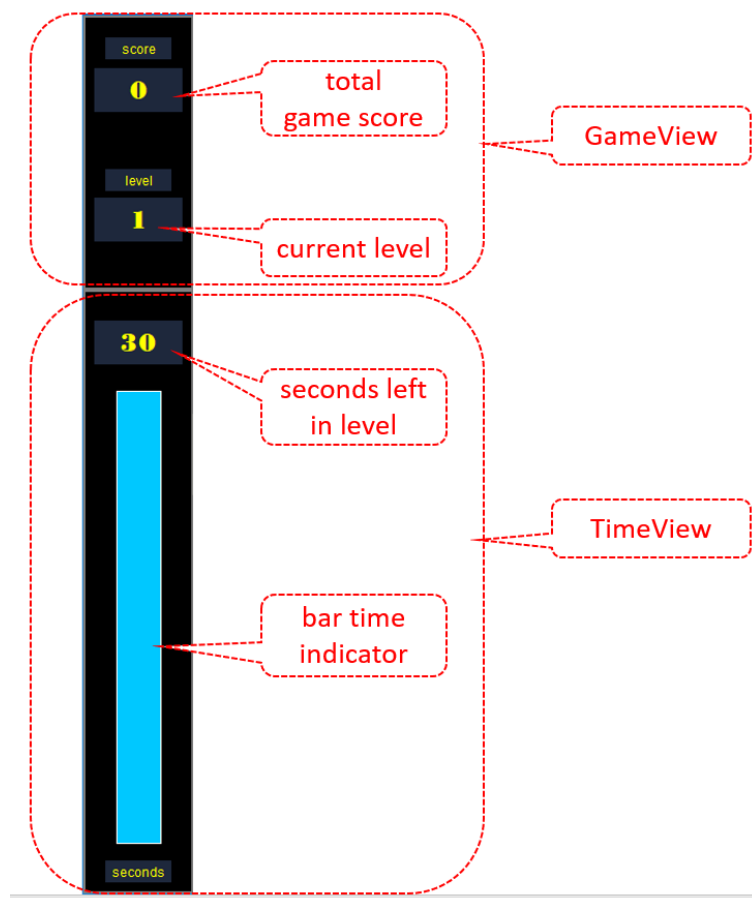 score
0
total
game score
GameView
level
1
current level
30
seconds left
in level
TimeView
bar time
indicator
seconds